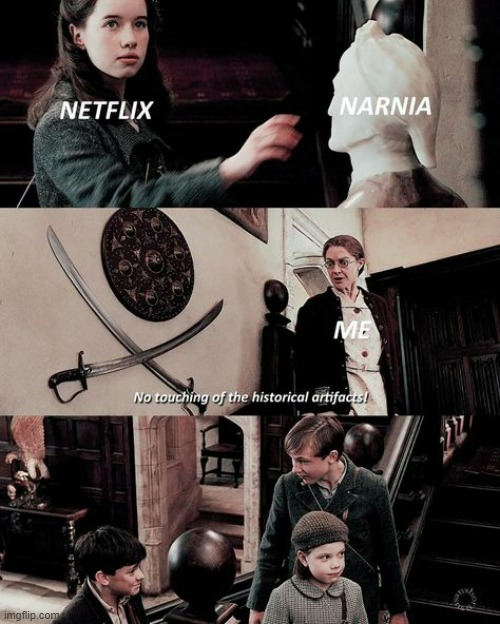 NETFLIX
NARNIA
ME
No touching of the historical artifacts!
imgflip.com